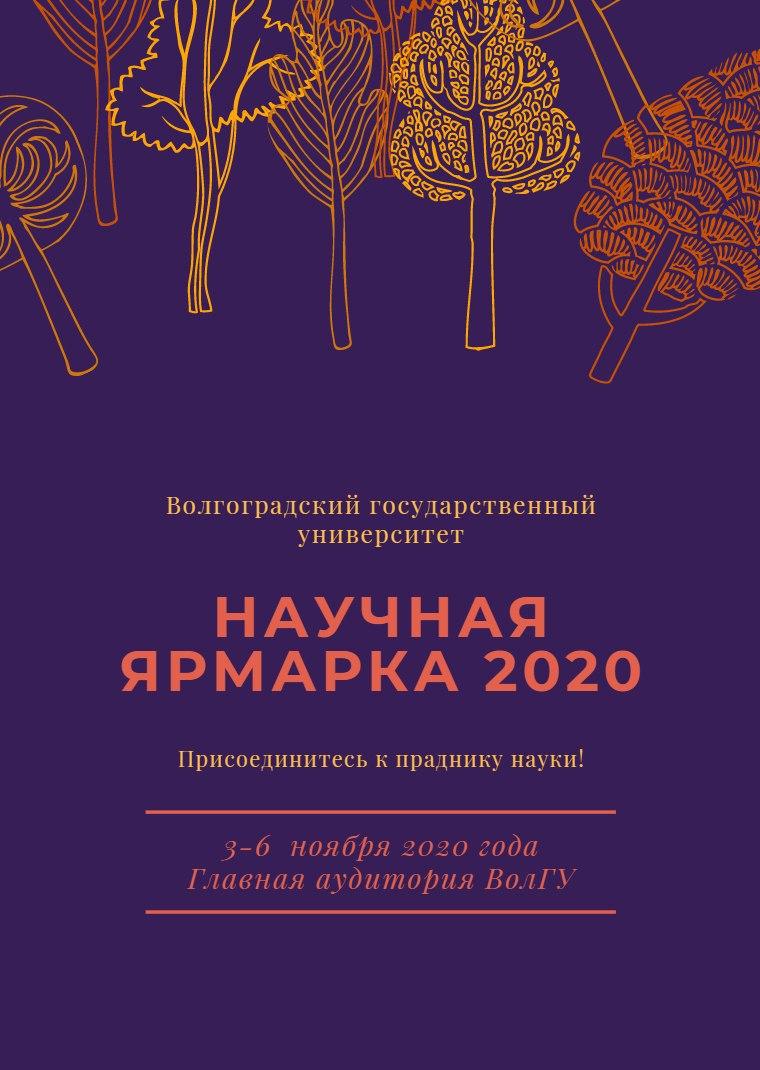 Волгоградский государственный
университет
НАУЧНАЯ
ЯРМАРКА 2020
Присоединитесь к праднику науки!
3-6 ноября 2020 года
Главная аудитория ВолГУ